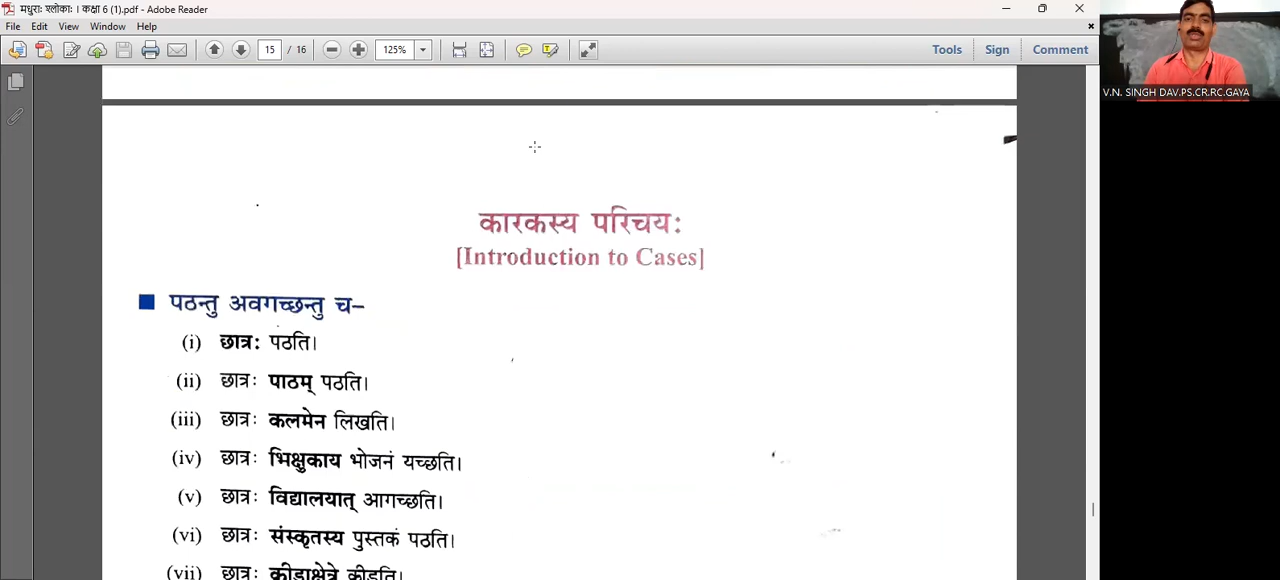 मधुराः श्लोकाः । कक्षा 6 (1).pdf - Adobe Reader
File Edit View Window Help
15 / 16 125% Tools Sign Comment
V.N. SINGH DAV.PS.CR.RC.GAYA
कारकस्य परिचयः
[Introduction to Cases]
पठन्तु अवगच्छन्तु च–
(i) छात्रः पठति।
(ii) छात्रः पाठम् पठति।
(iii) छात्रः कलमेन लिखति।
(iv) छात्रः भिक्षुकाय भोजनं यच्छति।
(v) छात्रः विद्यालयात् आगच्छति।
(vi) छात्रः संस्कृतस्य पुस्तकं पठति।
(vii) छात्रः क्रीडाक्षेत्रे क्रीडति।